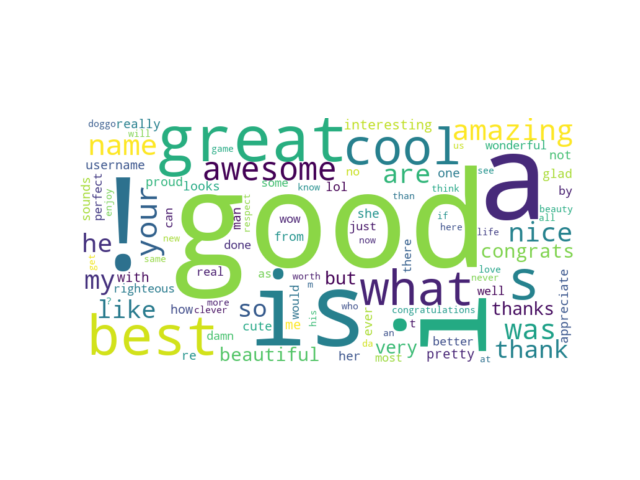 doggo really great cool interesting amazing
name will game us wonderful
username awesome no are one see not
! proud looks some know lol than think glad by
sounds perfect enjoy your can man respect wow she just if a beauty all
good
he new done from now there here life nice
same real but love congrats
my with as is what well never s
get righteous worth m
? more would who thanks
like how clever so me his ever congratulations . t I was appreciate
best damn cute da an very better thank
re beautiful her most pretty at